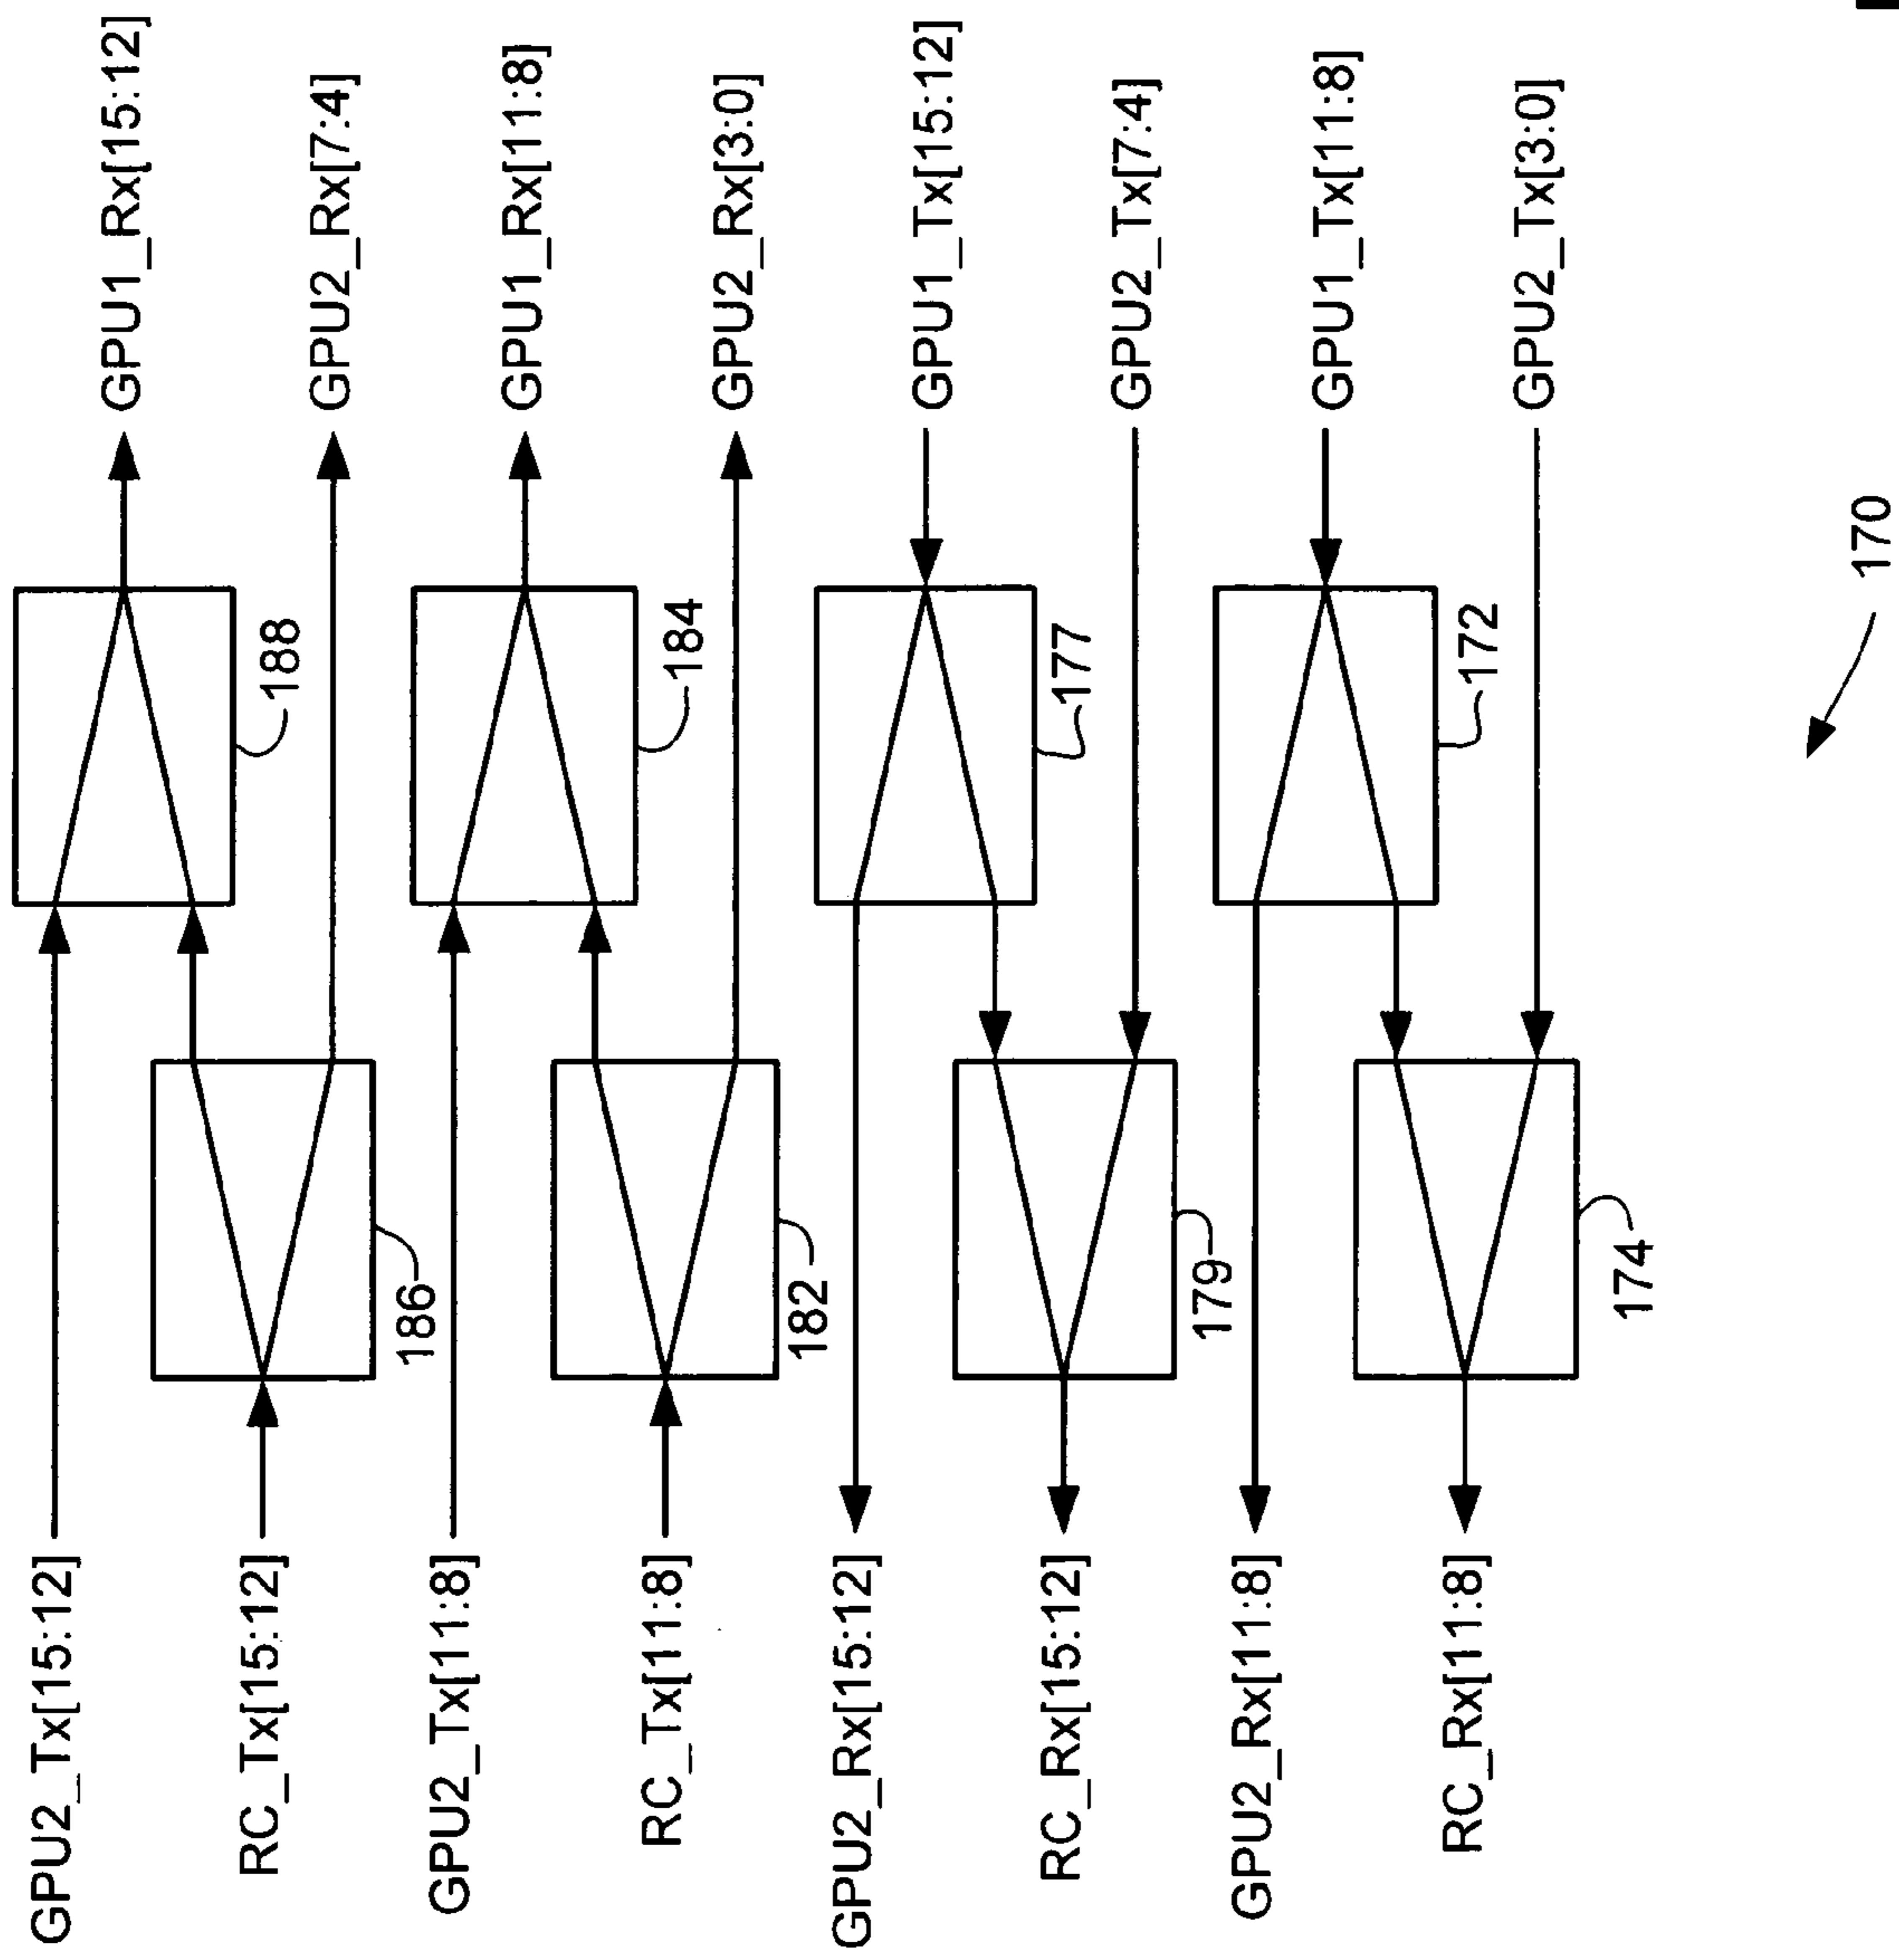 GPU2_Tx[15:12]
GPU1_Rx[15:12]
188
RC_Tx[15:12]
GPU2_Rx[7:4]
186
GPU2_Tx[11:8]
GPU1_Rx[11:8]
184
RC_Tx[11:8]
GPU2_Rx[3:0]
182
GPU2_Rx[15:12]
GPU1_Tx[15:12]
177
RC_Rx[15:12]
GPU2_Tx[7:4]
179
GPU2_Rx[11:8]
GPU1_Tx[11:8]
172
RC_Rx[11:8]
GPU2_Tx[3:0]
174
170